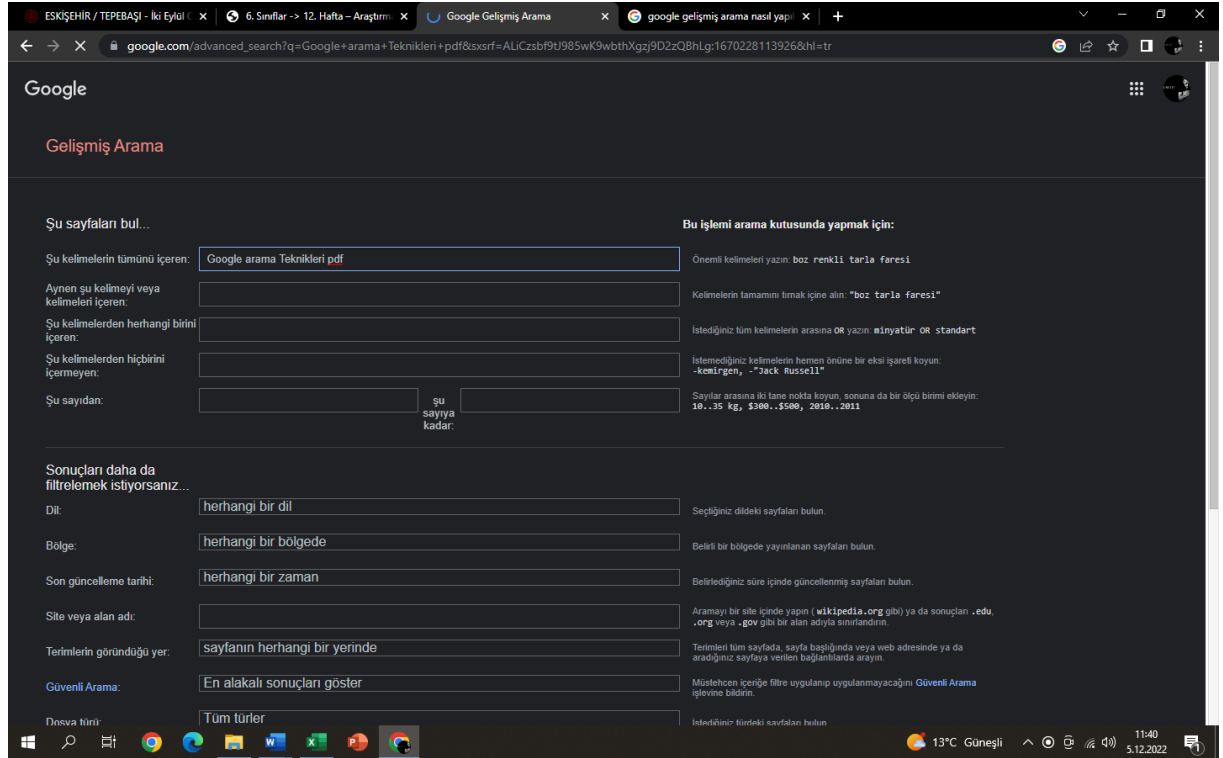 ESKİŞEHİR / TEPEBAŞI - İki Eylül
6. Sınıflar -> 12. Hafta – Araştırm
Google Gelişmiş Arama
google gelişmiş arama nasıl yapıl
google.com/advanced_search?q=Google+arama+Teknikleri+pdf&sxsrf=ALiCzsbf9tJ985wK9wbthXgzj9D2zQBhLg:1670228113926&hl=tr
Google
Gelişmiş Arama
Şu sayfaları bul...
Bu işlemi arama kutusunda yapmak için:
Şu kelimelerin tümünü içeren:
Google arama Teknikleri pdf
Önemli kelimeleri yazın: boz renkli tarla faresi
Aynen şu kelimeyi veya
kelimeleri içeren:
Kelimelerin tamamını tırnak içine alın: "boz tarla faresi"
Şu kelimelerden herhangi birini
içeren:
İstediğiniz tüm kelimelerin arasına OR yazın: minyatür OR standart
Şu kelimelerden hiçbirini
içermeyen:
İstemediğiniz kelimelerin hemen önüne bir eksi işareti koyun:
-kemirgen, -"Jack Russell"
Şu sayıdan:
şu
sayıya
kadar:
Sayılar arasına iki tane nokta koyun, sonuna da bir ölçü birimi ekleyin:
10..35 kg, $300..$500, 2010..2011
Sonuçları daha da
filtrelemek istiyorsanız...
Dil:
herhangi bir dil
Seçtiğiniz dildeki sayfaları bulun.
Bölge:
herhangi bir bölgede
Belirli bir bölgede yayınlanan sayfaları bulun.
Son güncelleme tarihi:
herhangi bir zaman
Belirlediğiniz süre içinde güncellenmiş sayfaları bulun.
Site veya alan adı:
Aramayı bir site içinde yapın ( wikipedia.org gibi) ya da sonuçları .edu,
.org veya .gov gibi bir alan adıyla sınırlandırın.
Terimlerin göründüğü yer:
sayfanın herhangi bir yerinde
Terimleri tüm sayfada, sayfa başlığında veya web adresinde ya da
aradığınız sayfaya verilen bağlantılarda arayın.
Güvenli Arama:
En alakalı sonuçları göster
Müstehcen içeriğe filtre uygulanıp uygulanmayacağını Güvenli Arama
işlevine bildirin.
Dosya türü:
Tüm türler
İstediğiniz türdeki sayfaları bulun.
13°C Güneşli
11:40
5.12.2022